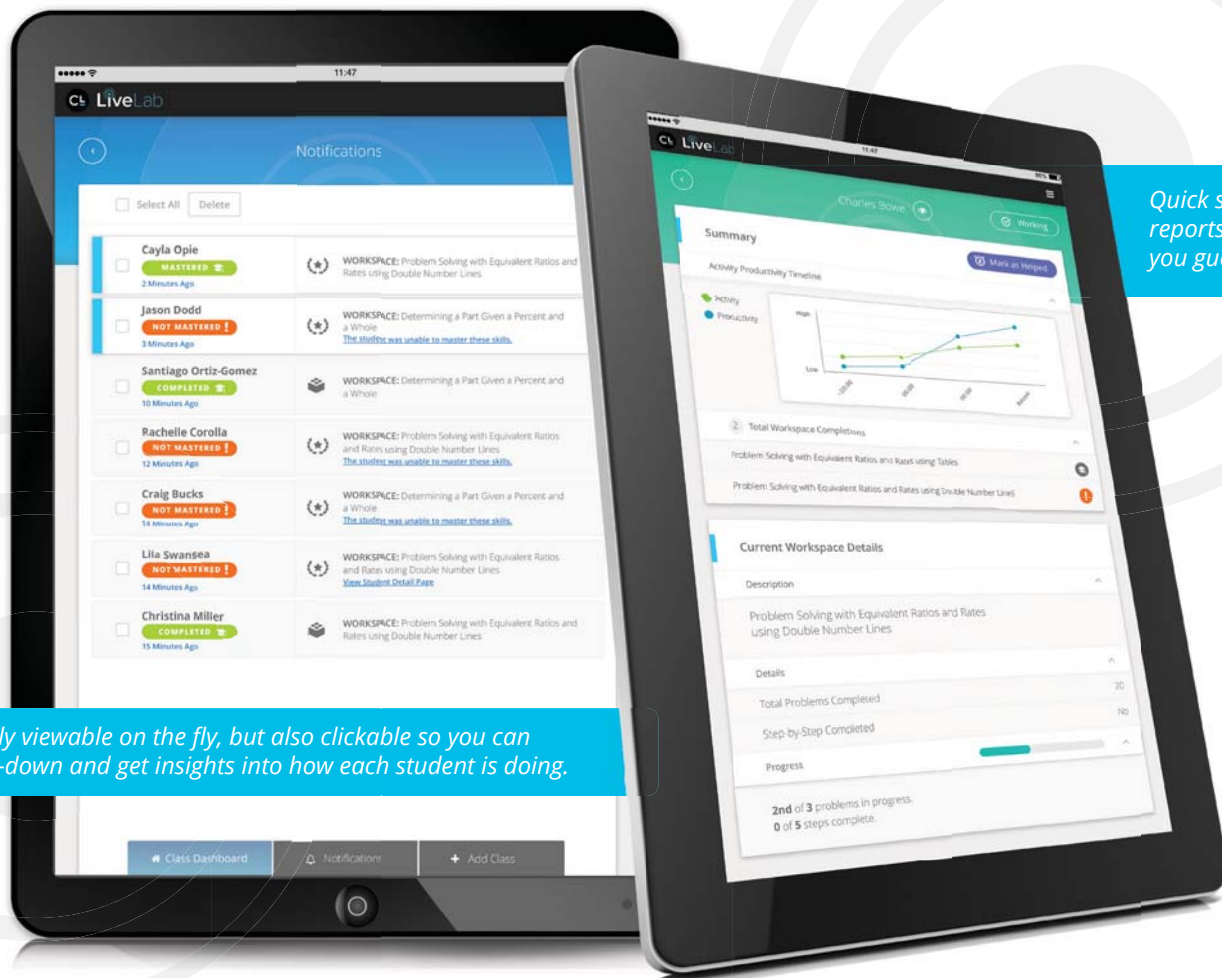 11:47
CL LiveLab
Notifications
Select All Delete
Cayla Opie
MASTERED
2 Minutes Ago
WORKSPACE: Problem Solving with Equivalent Ratios and
Rates using Double Number Lines
Jason Dodd
NOT MASTERED !
3 Minutes Ago
WORKSPACE: Determining a Part Given a Percent and
a Whole
The student was unable to master these skills.
Santiago Ortiz-Gomez
COMPLETED
10 Minutes Ago
WORKSPACE: Determining a Part Given a Percent and
a Whole
Rachelle Corolla
NOT MASTERED !
12 Minutes Ago
WORKSPACE: Problem Solving with Equivalent Ratios
and Rates using Double Number Lines
The student was unable to master these skills.
Craig Bucks
NOT MASTERED !
14 Minutes Ago
WORKSPACE: Determining a Part Given a Percent and
a Whole
The student was unable to master these skills.
Lila Swansea
NOT MASTERED !
14 Minutes Ago
WORKSPACE: Problem Solving with Equivalent Ratios
and Rates using Double Number Lines
View Student Detail Page
Christina Miller
COMPLETED
15 Minutes Ago
WORKSPACE: Problem Solving with Equivalent Ratios and
Rates using Double Number Lines
ly viewable on the fly, but also clickable so you can
-down and get insights into how each student is doing.
Class Dashboard Notifications + Add Class
11:47
CL LiveLab
Charles Bowe
Working
Summary
Mark as Helped
Activity Productivity Timeline
Activity
Productivity
High
Low
2 Total Workspace Completions
Problem Solving with Equivalent Ratios and Rates using Tables
Problem Solving with Equivalent Ratios and Rates using Double Number Lines
!
Current Workspace Details
Description
Problem Solving with Equivalent Ratios and Rates
using Double Number Lines
Details
Total Problems Completed 20
Step-by-Step Completed No
Progress
2nd of 3 problems in progress.
0 of 5 steps complete.
Quick s
reports
you gu